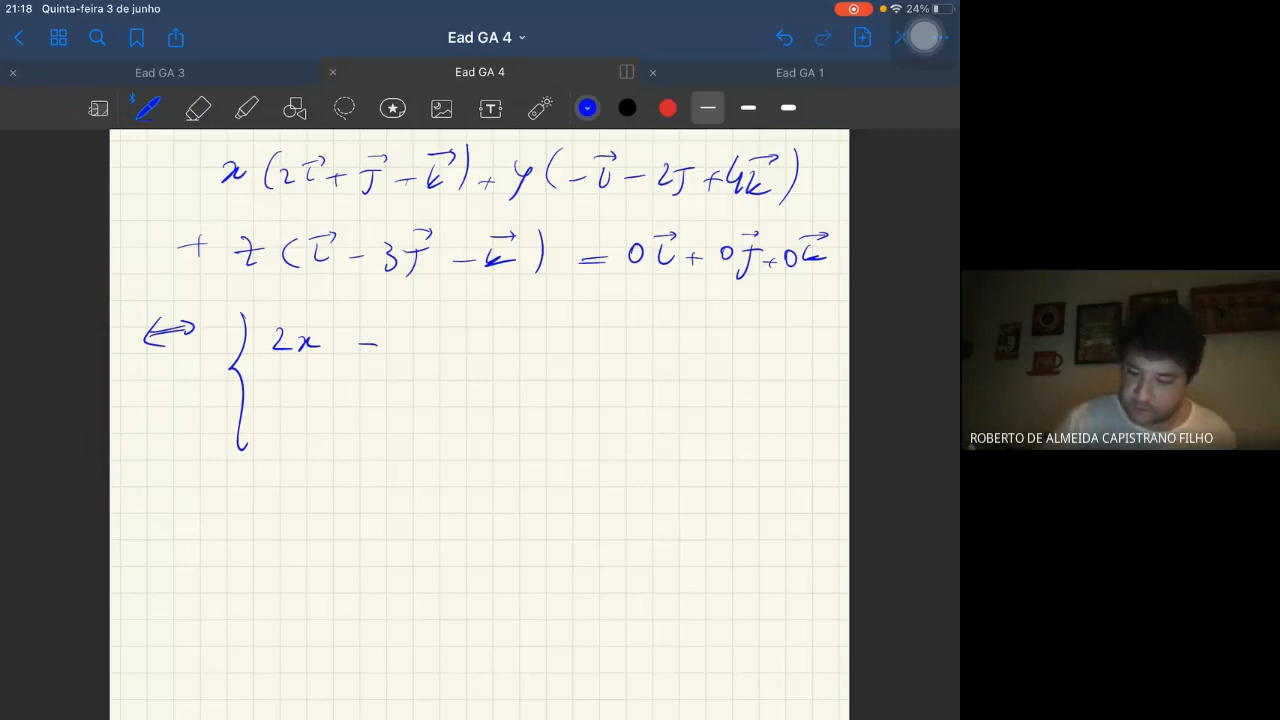 21:18 Quinta-feira 3 de junho 24%
Ead GA 4
Ead GA 3 Ead GA 4 Ead GA 1
x (2i⃗ + j⃗ - k⃗) + y (-i⃗ - 2j + 4k⃗)
+ z (i⃗ - 3j⃗ - k⃗) = 0i⃗ + 0j⃗ + 0k⃗
⟺ { 2x -
ROBERTO DE ALMEIDA CAPISTRANO FILHO